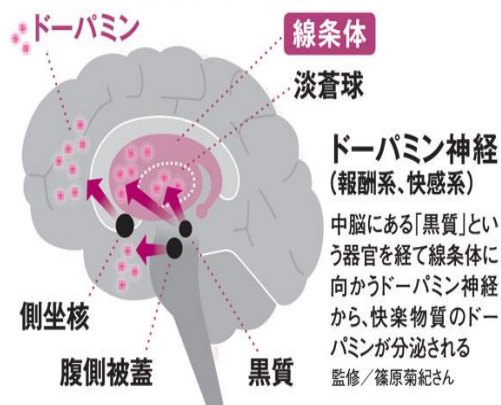 ドーパミン
線条体
淡蒼球
ドーパミン神経
(報酬系、快感系)
中脳にある「黒質」とい
う器官を経て線条体に
向かうドーパミン神経
から、快楽物質のドー
パミンが分泌される
監修／篠原菊紀さん
側坐核
腹側被蓋
黒質